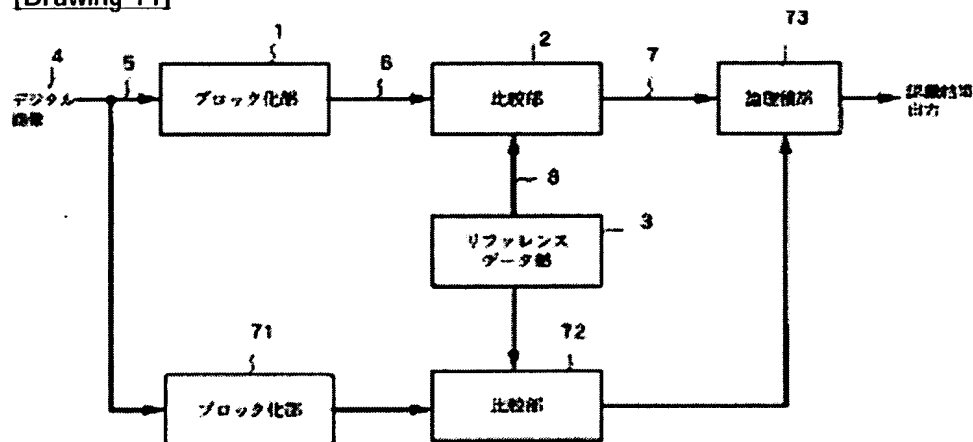 [Drawing 11]
73
1
2
4
5
6
7
デジタル
画像
ブロック化部
比較部
論理積部
認識結果
出力
8
リファレンス
データ部
3
71
72
ブロック化部
比較部